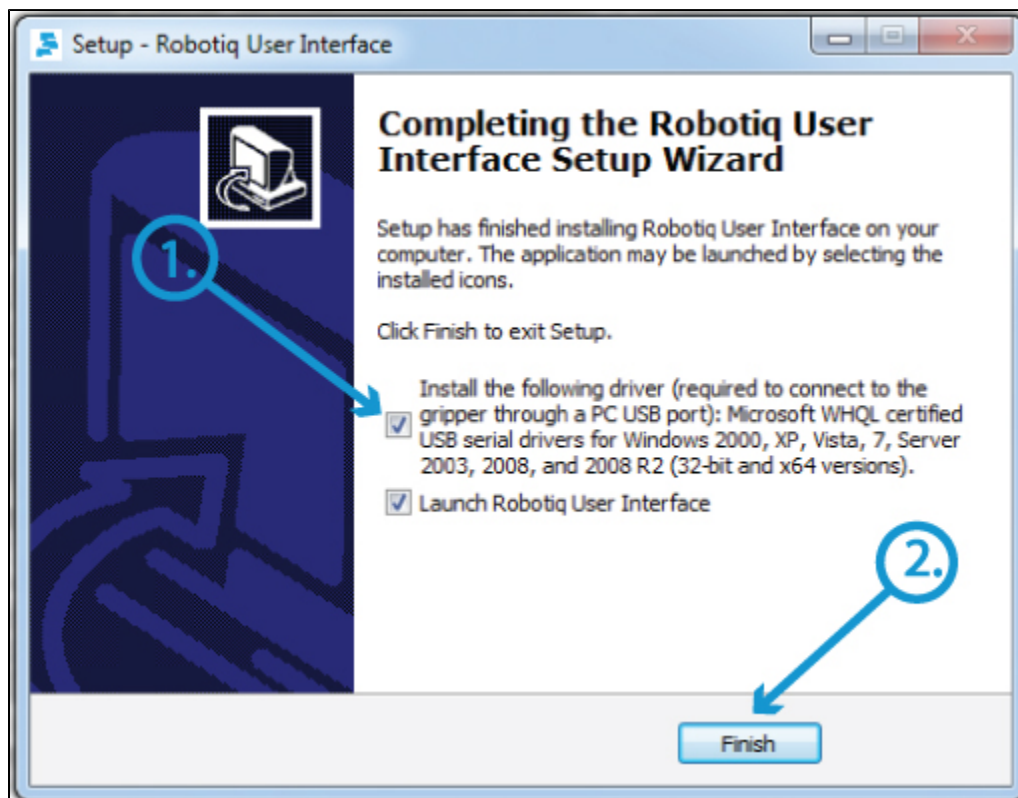 Setup - Robotiq User Interface
Completing the Robotiq User
Interface Setup Wizard
Setup has finished installing Robotiq User Interface on your
computer. The application may be launched by selecting the
installed icons.
1.
Click Finish to exit Setup.
Install the following driver (required to connect to the
gripper through a PC USB port): Microsoft WHQL certified
USB serial drivers for Windows 2000, XP, Vista, 7, Server
2003, 2008, and 2008 R2 (32-bit and x64 versions).
Launch Robotiq User Interface
2.
Finish